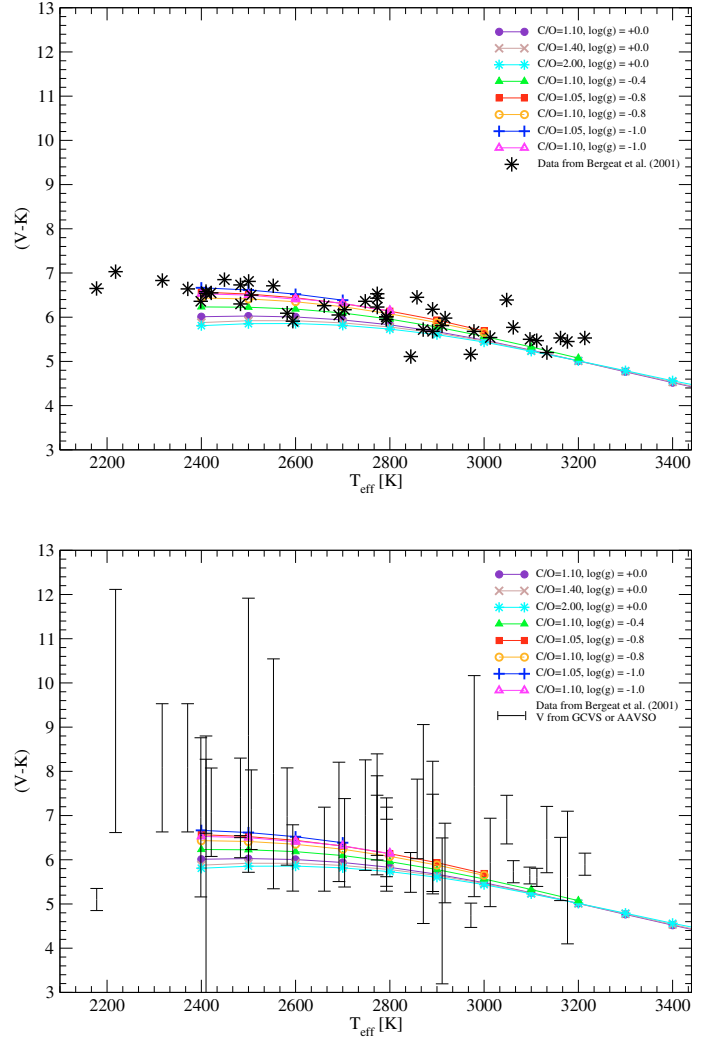 13
12
11
10
9
8
7
6
5
4
3
(V-K)
C/O=1.10, log(g) = +0.0
C/O=1.40, log(g) = +0.0
C/O=2.00, log(g) = +0.0
C/O=1.10, log(g) = -0.4
C/O=1.05, log(g) = -0.8
C/O=1.10, log(g) = -0.8
C/O=1.05, log(g) = -1.0
C/O=1.10, log(g) = -1.0
Data from Bergeat et al. (2001)
2200 2400 2600 2800 3000 3200 3400
T_eff [K]
13
12
11
10
9
8
7
6
5
4
3
(V-K)
C/O=1.10, log(g) = +0.0
C/O=1.40, log(g) = +0.0
C/O=2.00, log(g) = +0.0
C/O=1.10, log(g) = -0.4
C/O=1.05, log(g) = -0.8
C/O=1.10, log(g) = -0.8
C/O=1.05, log(g) = -1.0
C/O=1.10, log(g) = -1.0
Data from Bergeat et al. (2001)
V from GCVS or AAVSO
2200 2400 2600 2800 3000 3200 3400
T_eff [K]